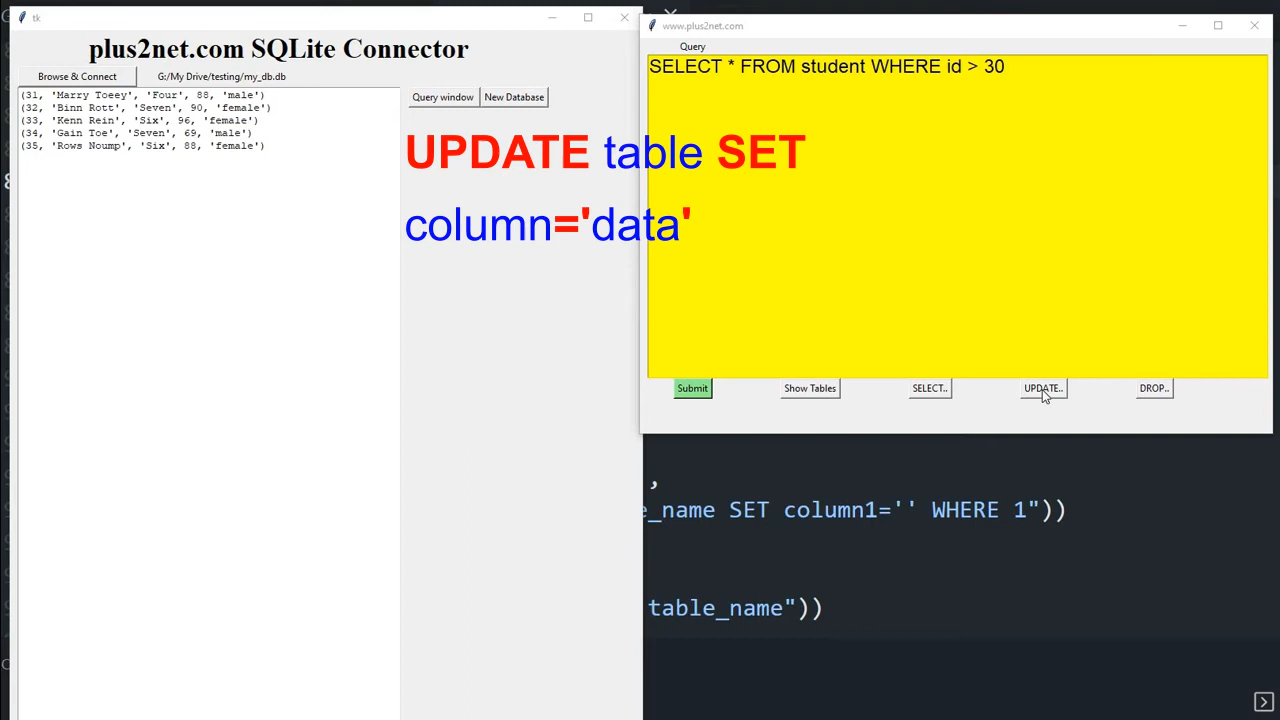 tk
plus2net.com SQLite Connector
Browse & Connect
G:/My Drive/testing/my_db.db
(31, 'Marry Toeey', 'Four', 88, 'male')
(32, 'Binn Rott', 'Seven', 90, 'female')
(33, 'Kenn Rein', 'Six', 96, 'female')
(34, 'Gain Toe', 'Seven', 69, 'male')
(35, 'Rows Noump', 'Six', 88, 'female')
Query window
New Database
UPDATE table SET
column='data'
www.plus2net.com
Query
SELECT * FROM student WHERE id > 30
Submit
Show Tables
SELECT..
UPDATE..
DROP..
,
e_name SET column1='' WHERE 1"))
table_name"))